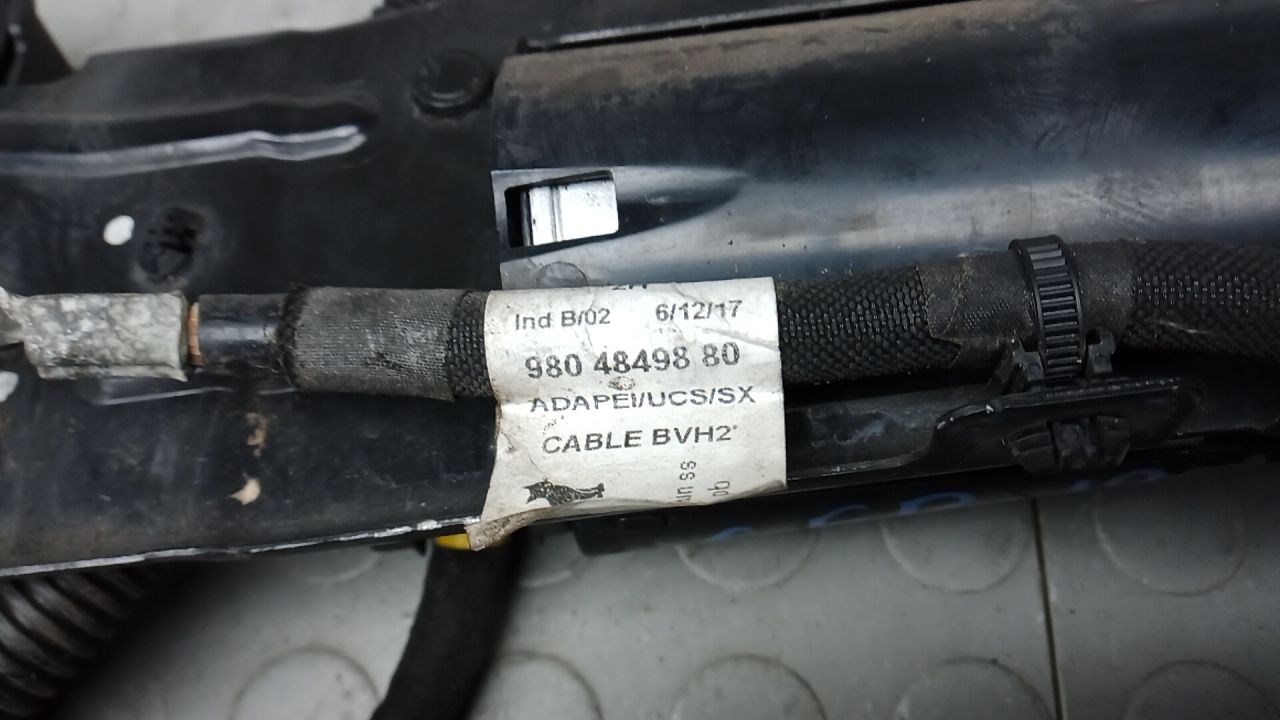 Ind B/02 6/12/17
980 48498 80
ADAPEI/UCS/SX
CABLE BVH2